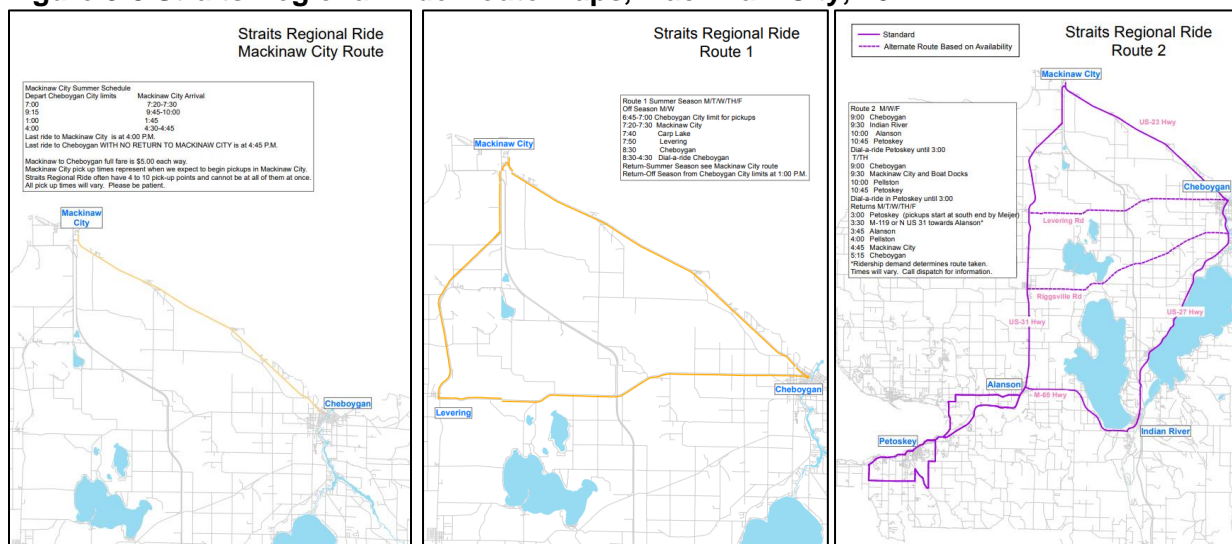 Straits Regional Ride
Mackinaw City Route
Mackinaw City Summer Schedule
Depart Cheboygan City limits Mackinaw City Arrival
7:00 7:20-7:30
9:15 9:45-10:00
1:00 1:45
4:00 4:30-4:45
Last ride to Mackinaw City is at 4:00 P.M.
Last ride to Cheboygan WITH NO RETURN TO MACKINAW CITY is at 4:45 P.M.
Mackinaw to Cheboygan full fare is $5.00 each way.
Mackinaw City pick up times represent when we expect to begin pickups in Mackinaw City.
Straits Regional Ride often have 4 to 10 pick-up points and cannot be at all of them at once.
All pick up times will vary. Please be patient.
Mackinaw
City
Cheboygan
Straits Regional Ride
Route 1
Route 1 Summer Season M/T/W/TH/F
Off Season M/W
6:45-7:00 Cheboygan City limit for pickups
7:20-7:30 Mackinaw City
7:40 Carp Lake
7:50 Levering
8:30 Cheboygan
8:30-4:30 Dial-a-ride Cheboygan
Return-Summer Season see Mackinaw City route
Return-Off Season from Cheboygan City limits at 1:00 P.M.
Mackinaw City
Cheboygan
Levering
Standard
Alternate Route Based on Availability
Straits Regional Ride
Route 2
Mackinaw City
Route 2 M/W/F
9:00 Cheboygan
9:30 Indian River
10:00 Alanson
10:45 Petoskey
Dial-a-ride Petoskey until 3:00
T/TH
9:00 Cheboygan
9:30 Mackinaw City and Boat Docks
10:00 Pellston
10:45 Petoskey
Dial-a-ride in Petoskey until 3:00
Returns M/T/W/TH/F
3:00 Petoskey (pickups start at south end by Meijer)
3:30 M-119 or N US 31 towards Alanson*
3:45 Alanson
4:00 Pellston
4:45 Mackinaw City
5:15 Cheboygan
*Ridership demand determines route taken.
Times will vary. Call dispatch for information.
US-23 Hwy
Cheboygan
Levering Rd
Riggsville Rd
US-27 Hwy
US-31 Hwy
Alanson
M-68 Hwy
Indian River
Petoskey